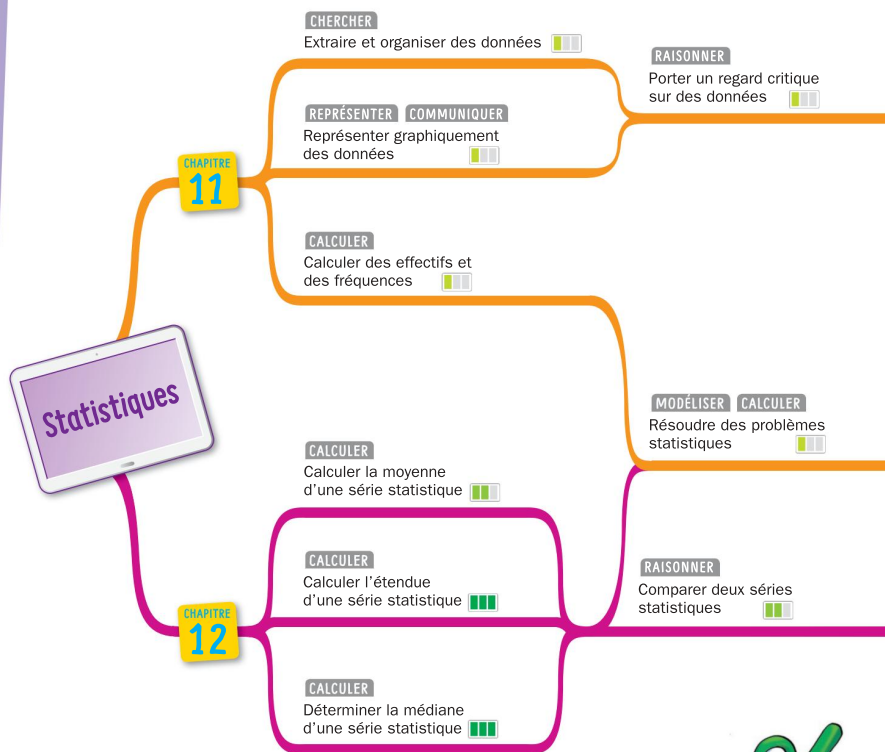 CHERCHER
Extraire et organiser des données
RAISONNER
Porter un regard critique
sur des données
REPRÉSENTER COMMUNIQUER
Représenter graphiquement
des données
CHAPITRE
11
CALCULER
Calculer des effectifs et
des fréquences
Statistiques
MODÉLISER CALCULER
Résoudre des problèmes
statistiques
CALCULER
Calculer la moyenne
d'une série statistique
CALCULER
Calculer l'étendue
d'une série statistique
RAISONNER
Comparer deux séries
statistiques
CHAPITRE
12
CALCULER
Déterminer la médiane
d'une série statistique